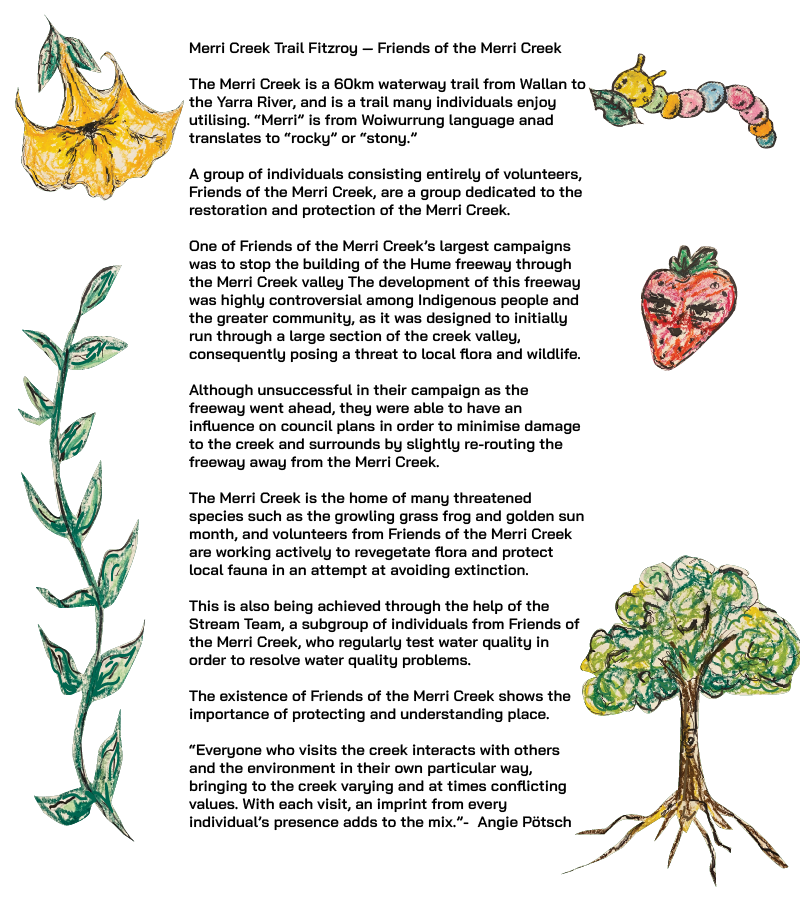 Merri Creek Trail Fitzroy — Friends of the Merri Creek
The Merri Creek is a 60km waterway trail from Wallan to
the Yarra River, and is a trail many individuals enjoy
utilising. “Merri” is from Woiwurrung language anad
translates to “rocky” or “stony.”
A group of individuals consisting entirely of volunteers,
Friends of the Merri Creek, are a group dedicated to the
restoration and protection of the Merri Creek.
One of Friends of the Merri Creek’s largest campaigns
was to stop the building of the Hume freeway through
the Merri Creek valley The development of this freeway
was highly controversial among Indigenous people and
the greater community, as it was designed to initially
run through a large section of the creek valley,
consequently posing a threat to local flora and wildlife.
Although unsuccessful in their campaign as the
freeway went ahead, they were able to have an
influence on council plans in order to minimise damage
to the creek and surrounds by slightly re-routing the
freeway away from the Merri Creek.
The Merri Creek is the home of many threatened
species such as the growling grass frog and golden sun
month, and volunteers from Friends of the Merri Creek
are working actively to revegetate flora and protect
local fauna in an attempt at avoiding extinction.
This is also being achieved through the help of the
Stream Team, a subgroup of individuals from Friends of
the Merri Creek, who regularly test water quality in
order to resolve water quality problems.
The existence of Friends of the Merri Creek shows the
importance of protecting and understanding place.
“Everyone who visits the creek interacts with others
and the environment in their own particular way,
bringing to the creek varying and at times conflicting
values. With each visit, an imprint from every
individual’s presence adds to the mix.”-  Angie Pötsch